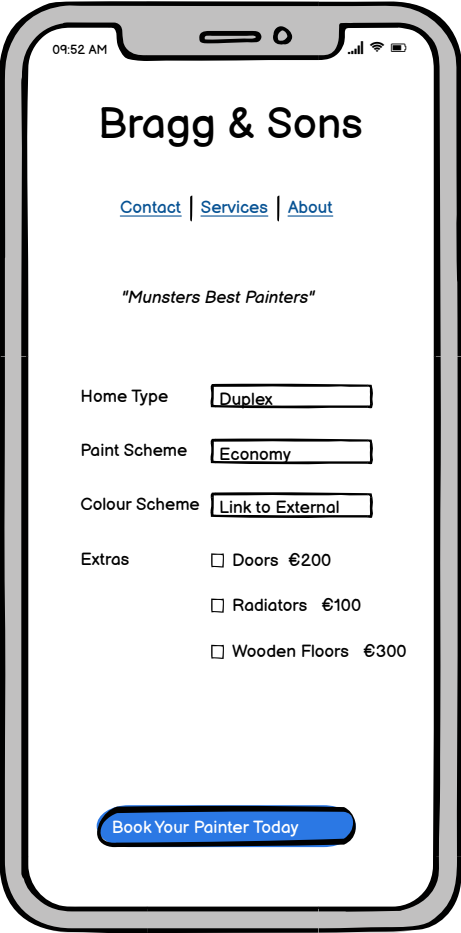 09:52 AM
Bragg & Sons
Contact | Services | About
"Munsters Best Painters"
Home Type Duplex
Paint Scheme Economy
Colour Scheme Link to External
Extras Doors €200
Radiators €100
Wooden Floors €300
Book Your Painter Today